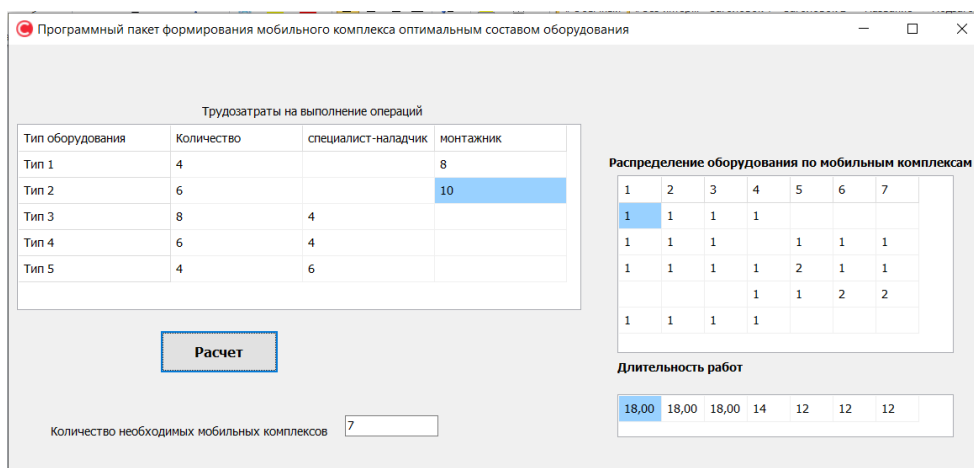 Программный пакет формирования мобильного комплекса оптимальным составом оборудования
Трудозатраты на выполнение операций
Тип оборудования Количество специалист-наладчик монтажник
Тип 1 4 8
Тип 2 6 10
Тип 3 8 4
Тип 4 6 4
Тип 5 4 6
Распределение оборудования по мобильным комплексам
1 2 3 4 5 6 7
1 1 1 1
1 1 1 1 1 1
1 1 1 1 2 1 1
1 1 2 2
1 1 1 1
Расчет
Длительность работ
18,00 18,00 18,00 14 12 12 12
Количество необходимых мобильных комплексов 7